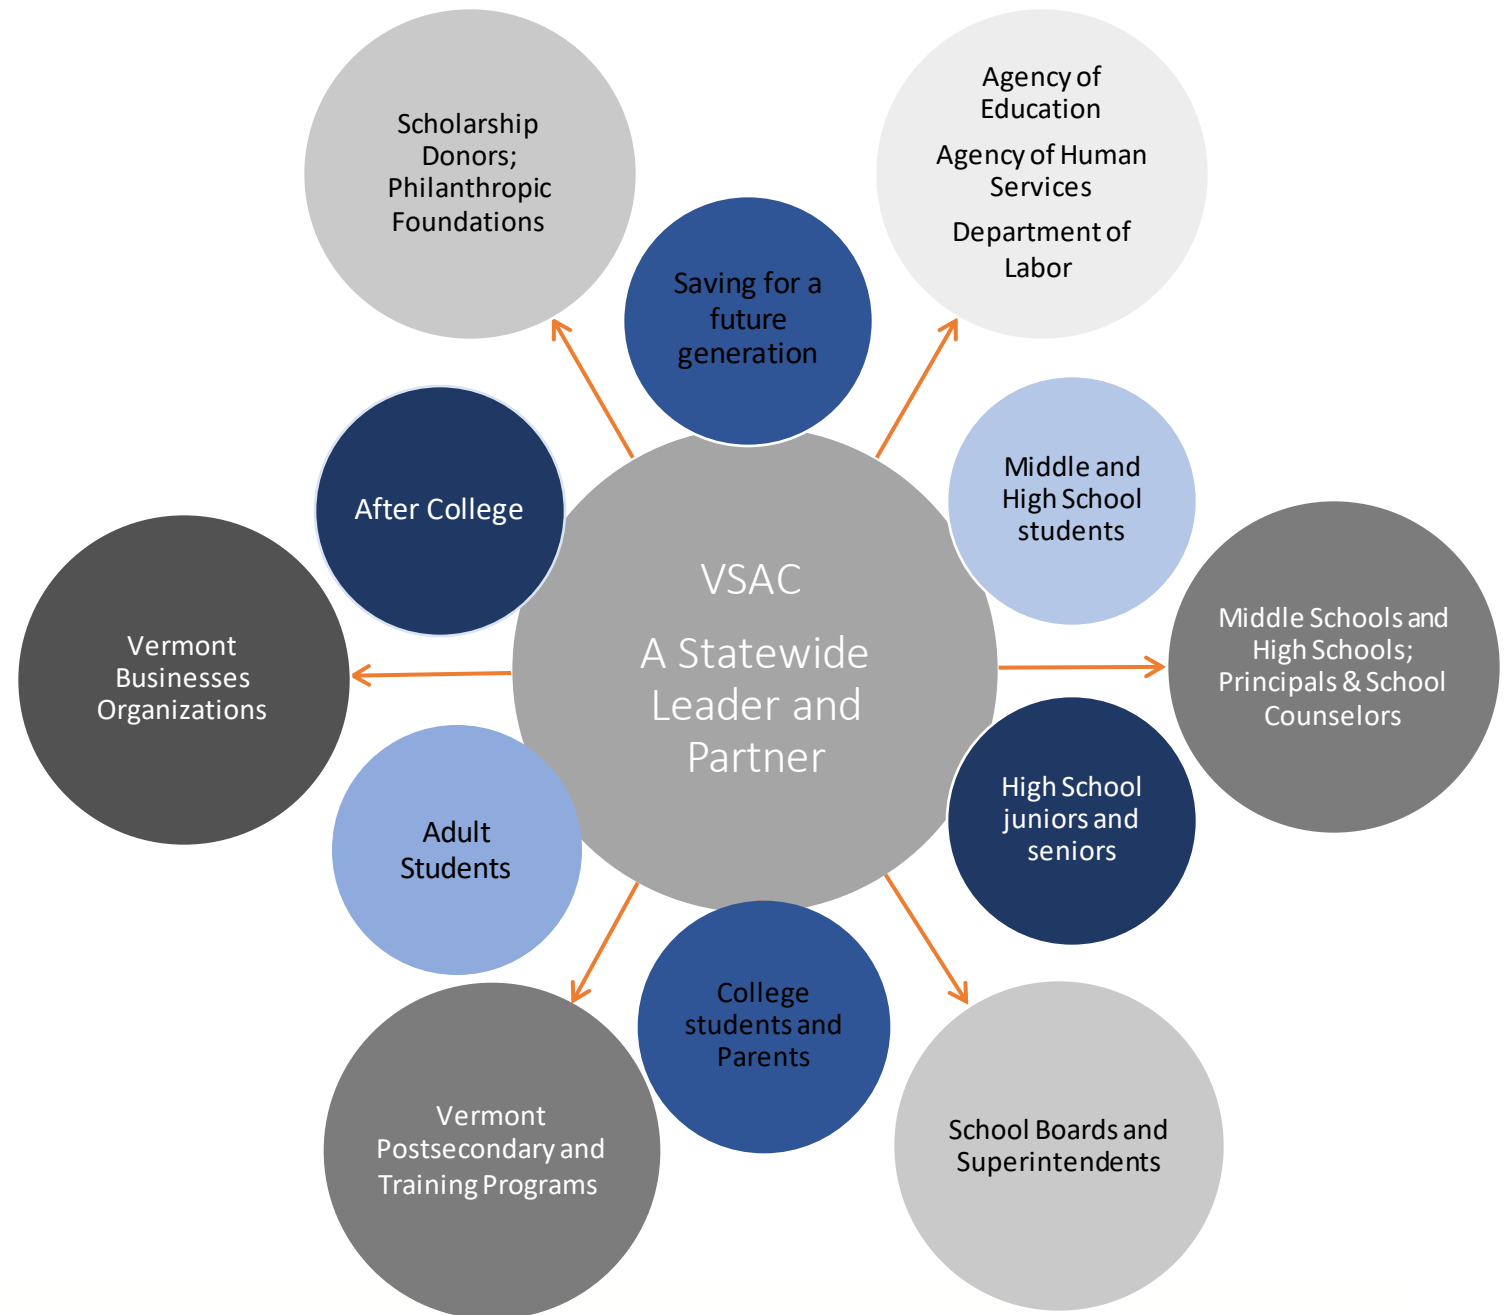 Scholarship
Donors;
Philanthropic
Foundations
Agency of
Education
Agency of Human
Services
Department of
Labor
Saving for a
future
generation
After College
Middle and
High School
students
VSAC
A Statewide
Leader and
Partner
Vermont
Businesses
Organizations
Middle Schools and
High Schools;
Principals & School
Counselors
Adult
Students
High School
juniors and
seniors
College
students and
Parents
Vermont
Postsecondary and
Training Programs
School Boards and
Superintendents